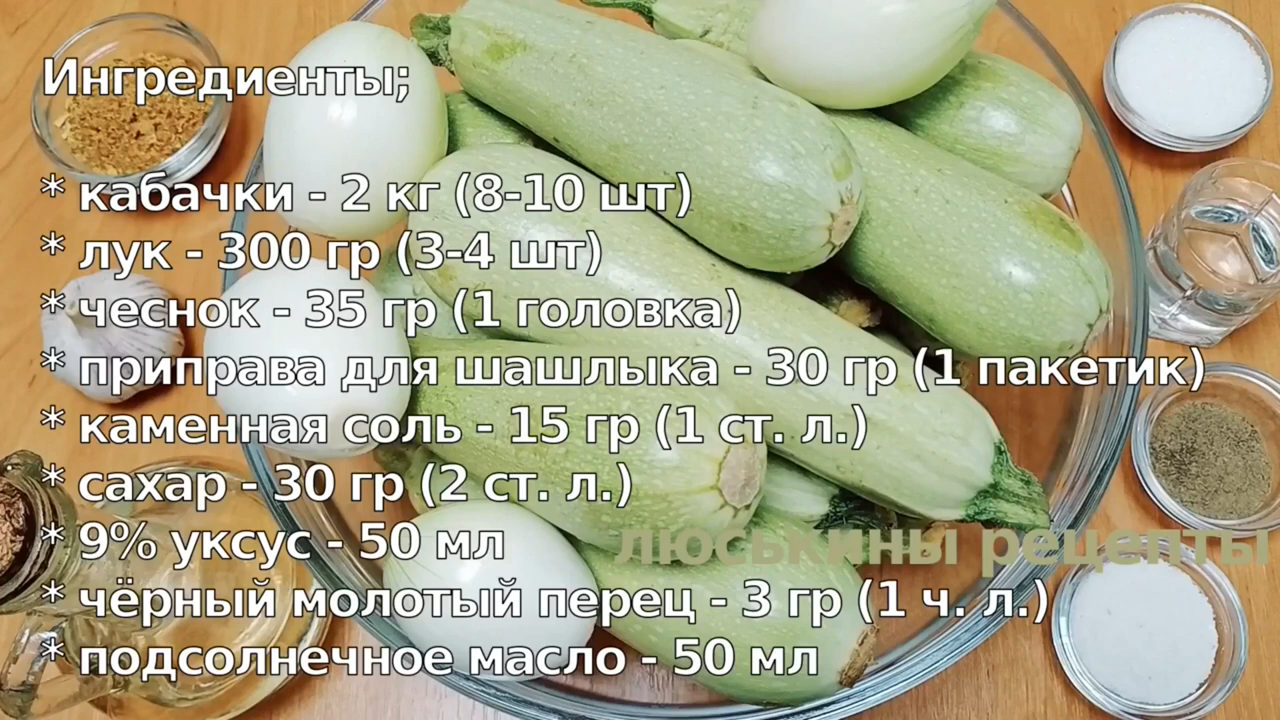 Ингредиенты;
* кабачки - 2 кг (8-10 шт)
* лук - 300 гр (3-4 шт)
* чеснок - 35 гр (1 головка)
* приправа для шашлыка - 30 гр (1 пакетик)
* каменная соль - 15 гр (1 ст. л.)
* сахар - 30 гр (2 ст. л.)
* 9% уксус - 50 мл
люськины рецепты
* чёрный молотый перец - 3 гр (1 ч. л.)
* подсолнечное масло - 50 мл